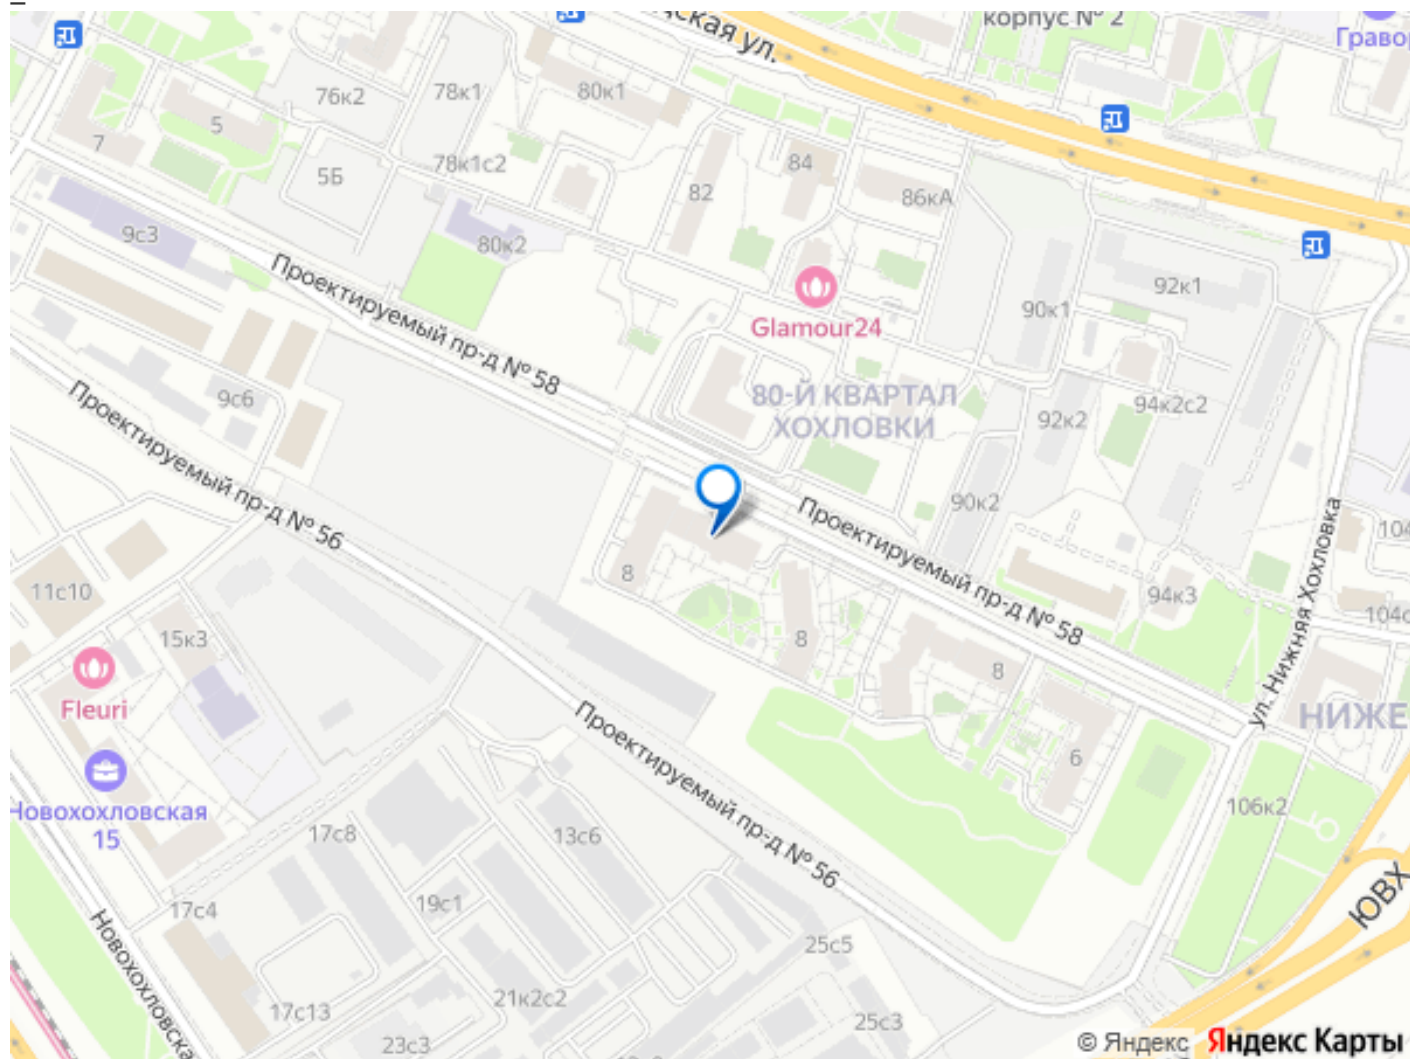 корпус № 2
Граво
дская ул.
76к2
78к1
80к1
5
7
78к1с2
5Б
82
84
86кА
9с3
80к2
92к1
90к1
Проектируемый пр-д № 58
Glamour24
80-Й КВАРТАЛ
ХОХЛОВКИ
9с6
92к2
94к2с2
Проектируемый пр-д № 56
90к2
Проектируемый пр-д № 58
104
ул. Нижняя Хохловка
8
11с10
94к3
104с
15к3
8
8
Fleuri
НИЖЕ
Проектируемый пр-д № 56
6
Новохохловская
15
17с8
13с6
106к2
17с4
19с1
ЮВХ
Новохохловска
25с5
17с13
21к2с2
25с3
23с3
© Яндекс Яндекс Карты